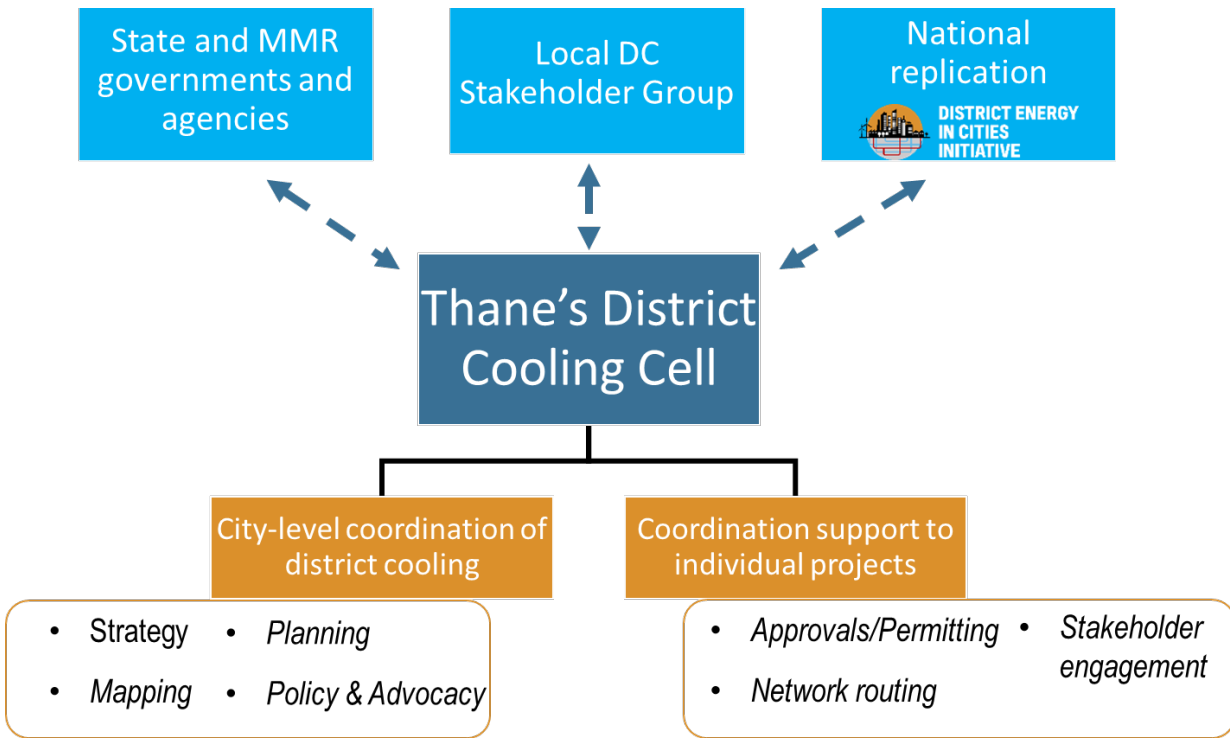 State and MMR
governments and
agencies
Local DC
Stakeholder Group
National
replication
DISTRICT ENERGY
IN CITIES
INITIATIVE
Thane's District
Cooling Cell
City-level coordination of
district cooling
Coordination support to
individual projects
• Strategy
• Planning
• Mapping
• Policy & Advocacy
• Approvals/Permitting
• Stakeholder
engagement
• Network routing